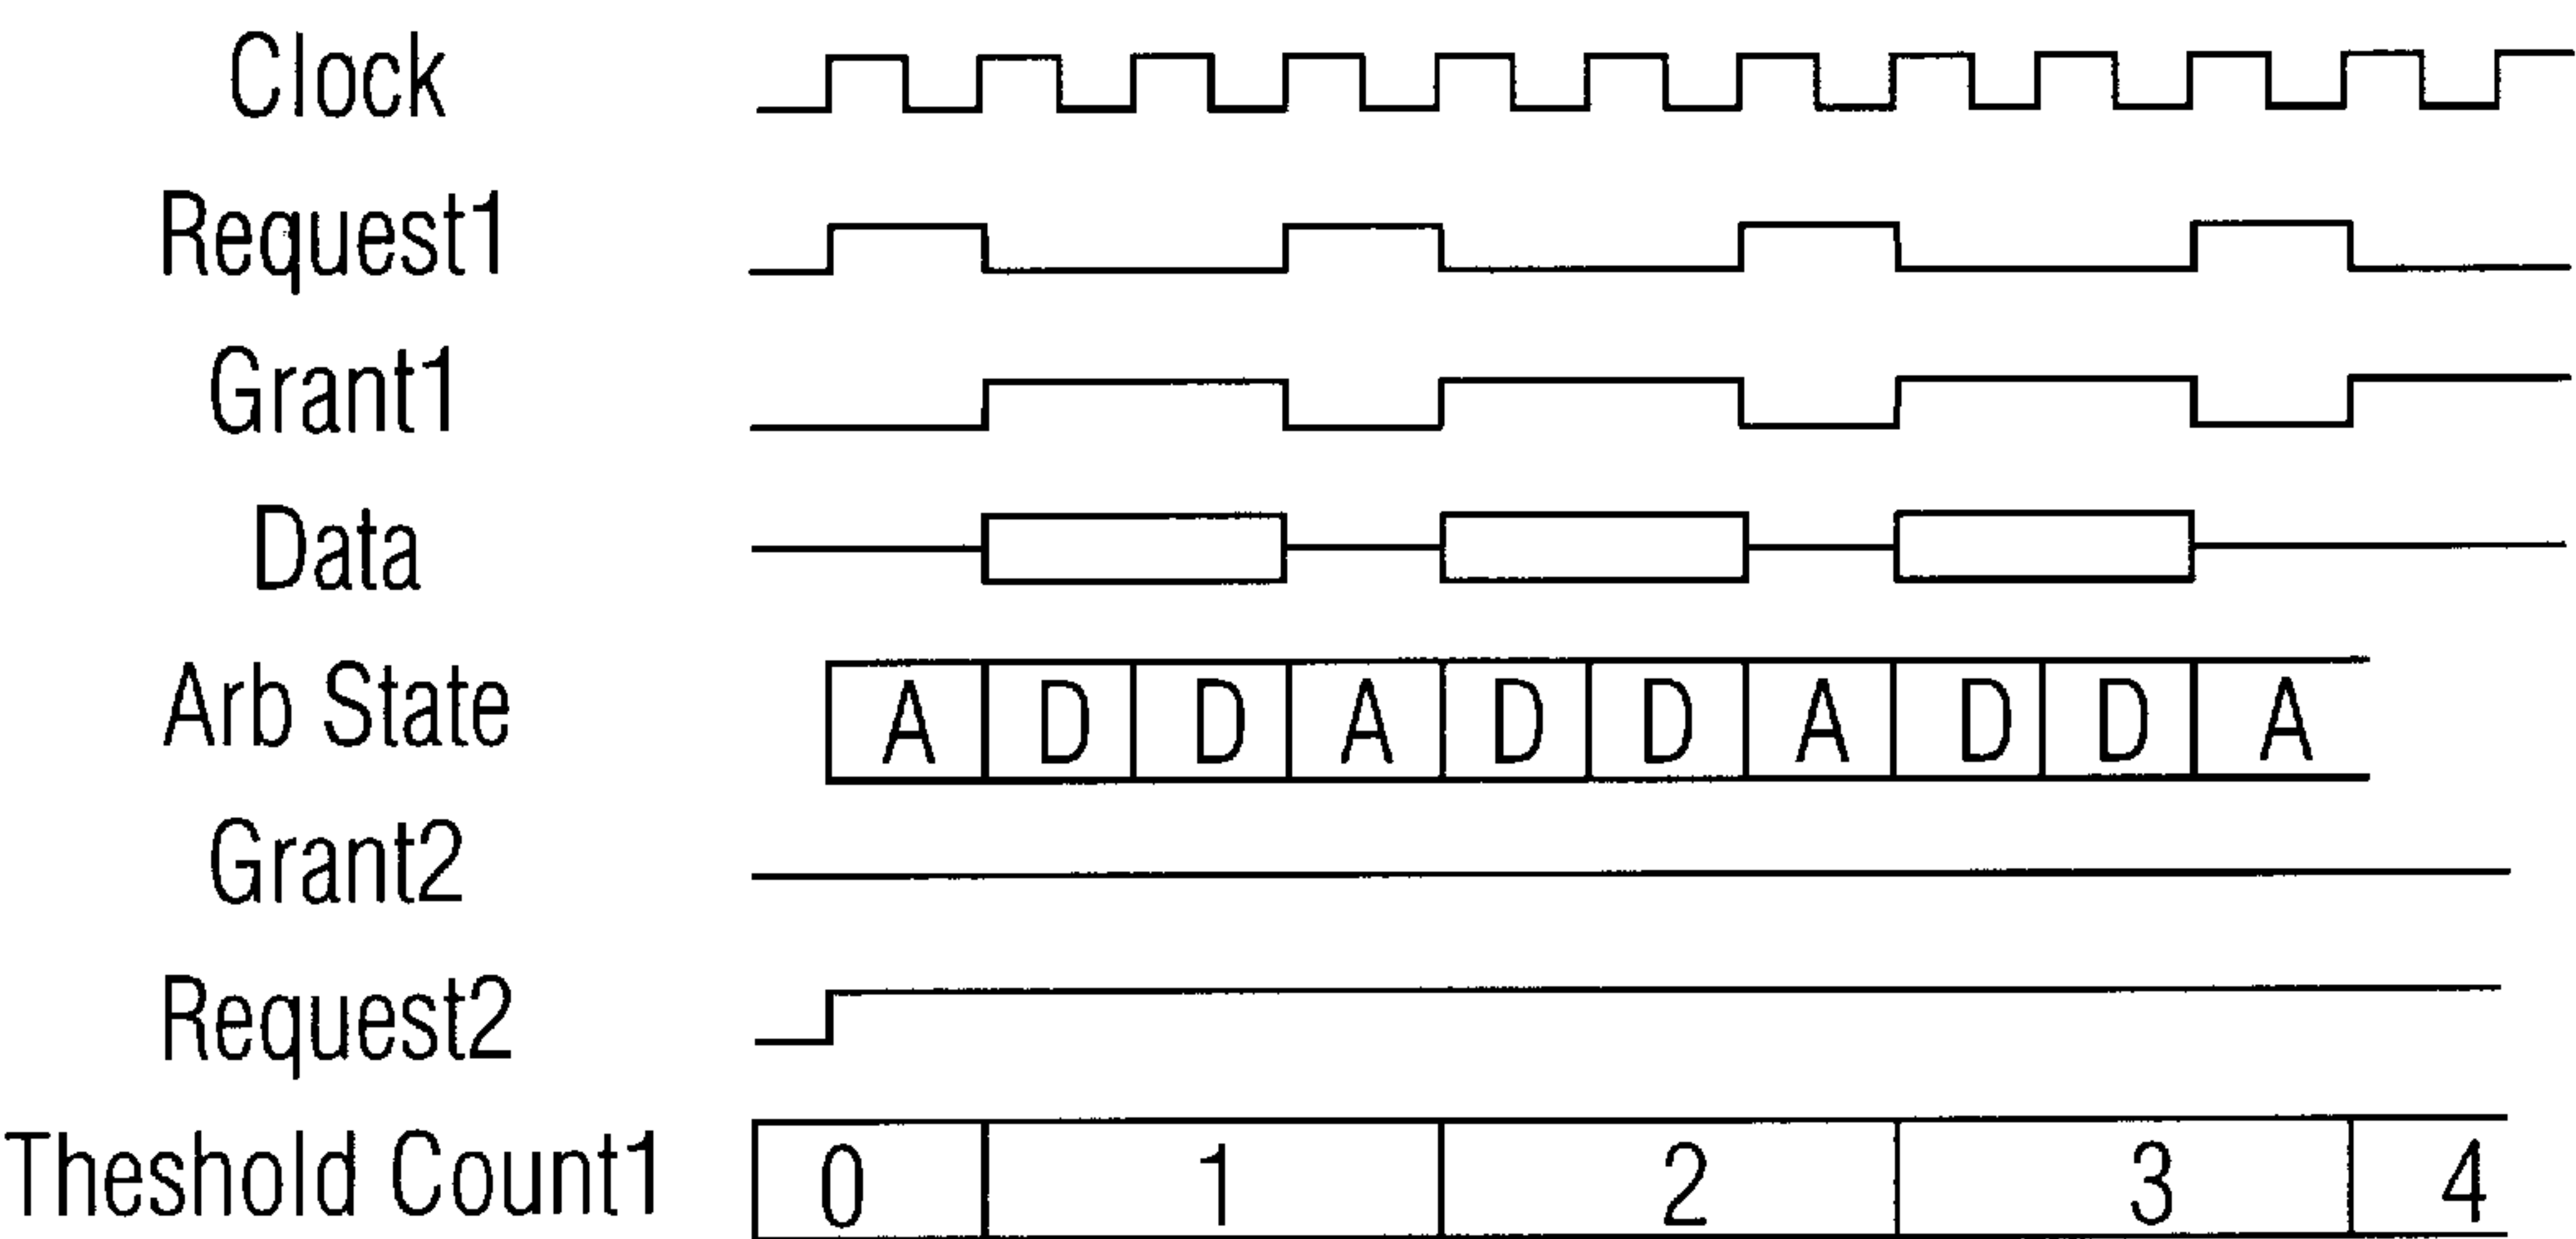 Clock
Request1
Grant1
Data
Arb State A D D A D D A D D A
Grant2
Request2
Theshold Count1 0 1 2 3 4